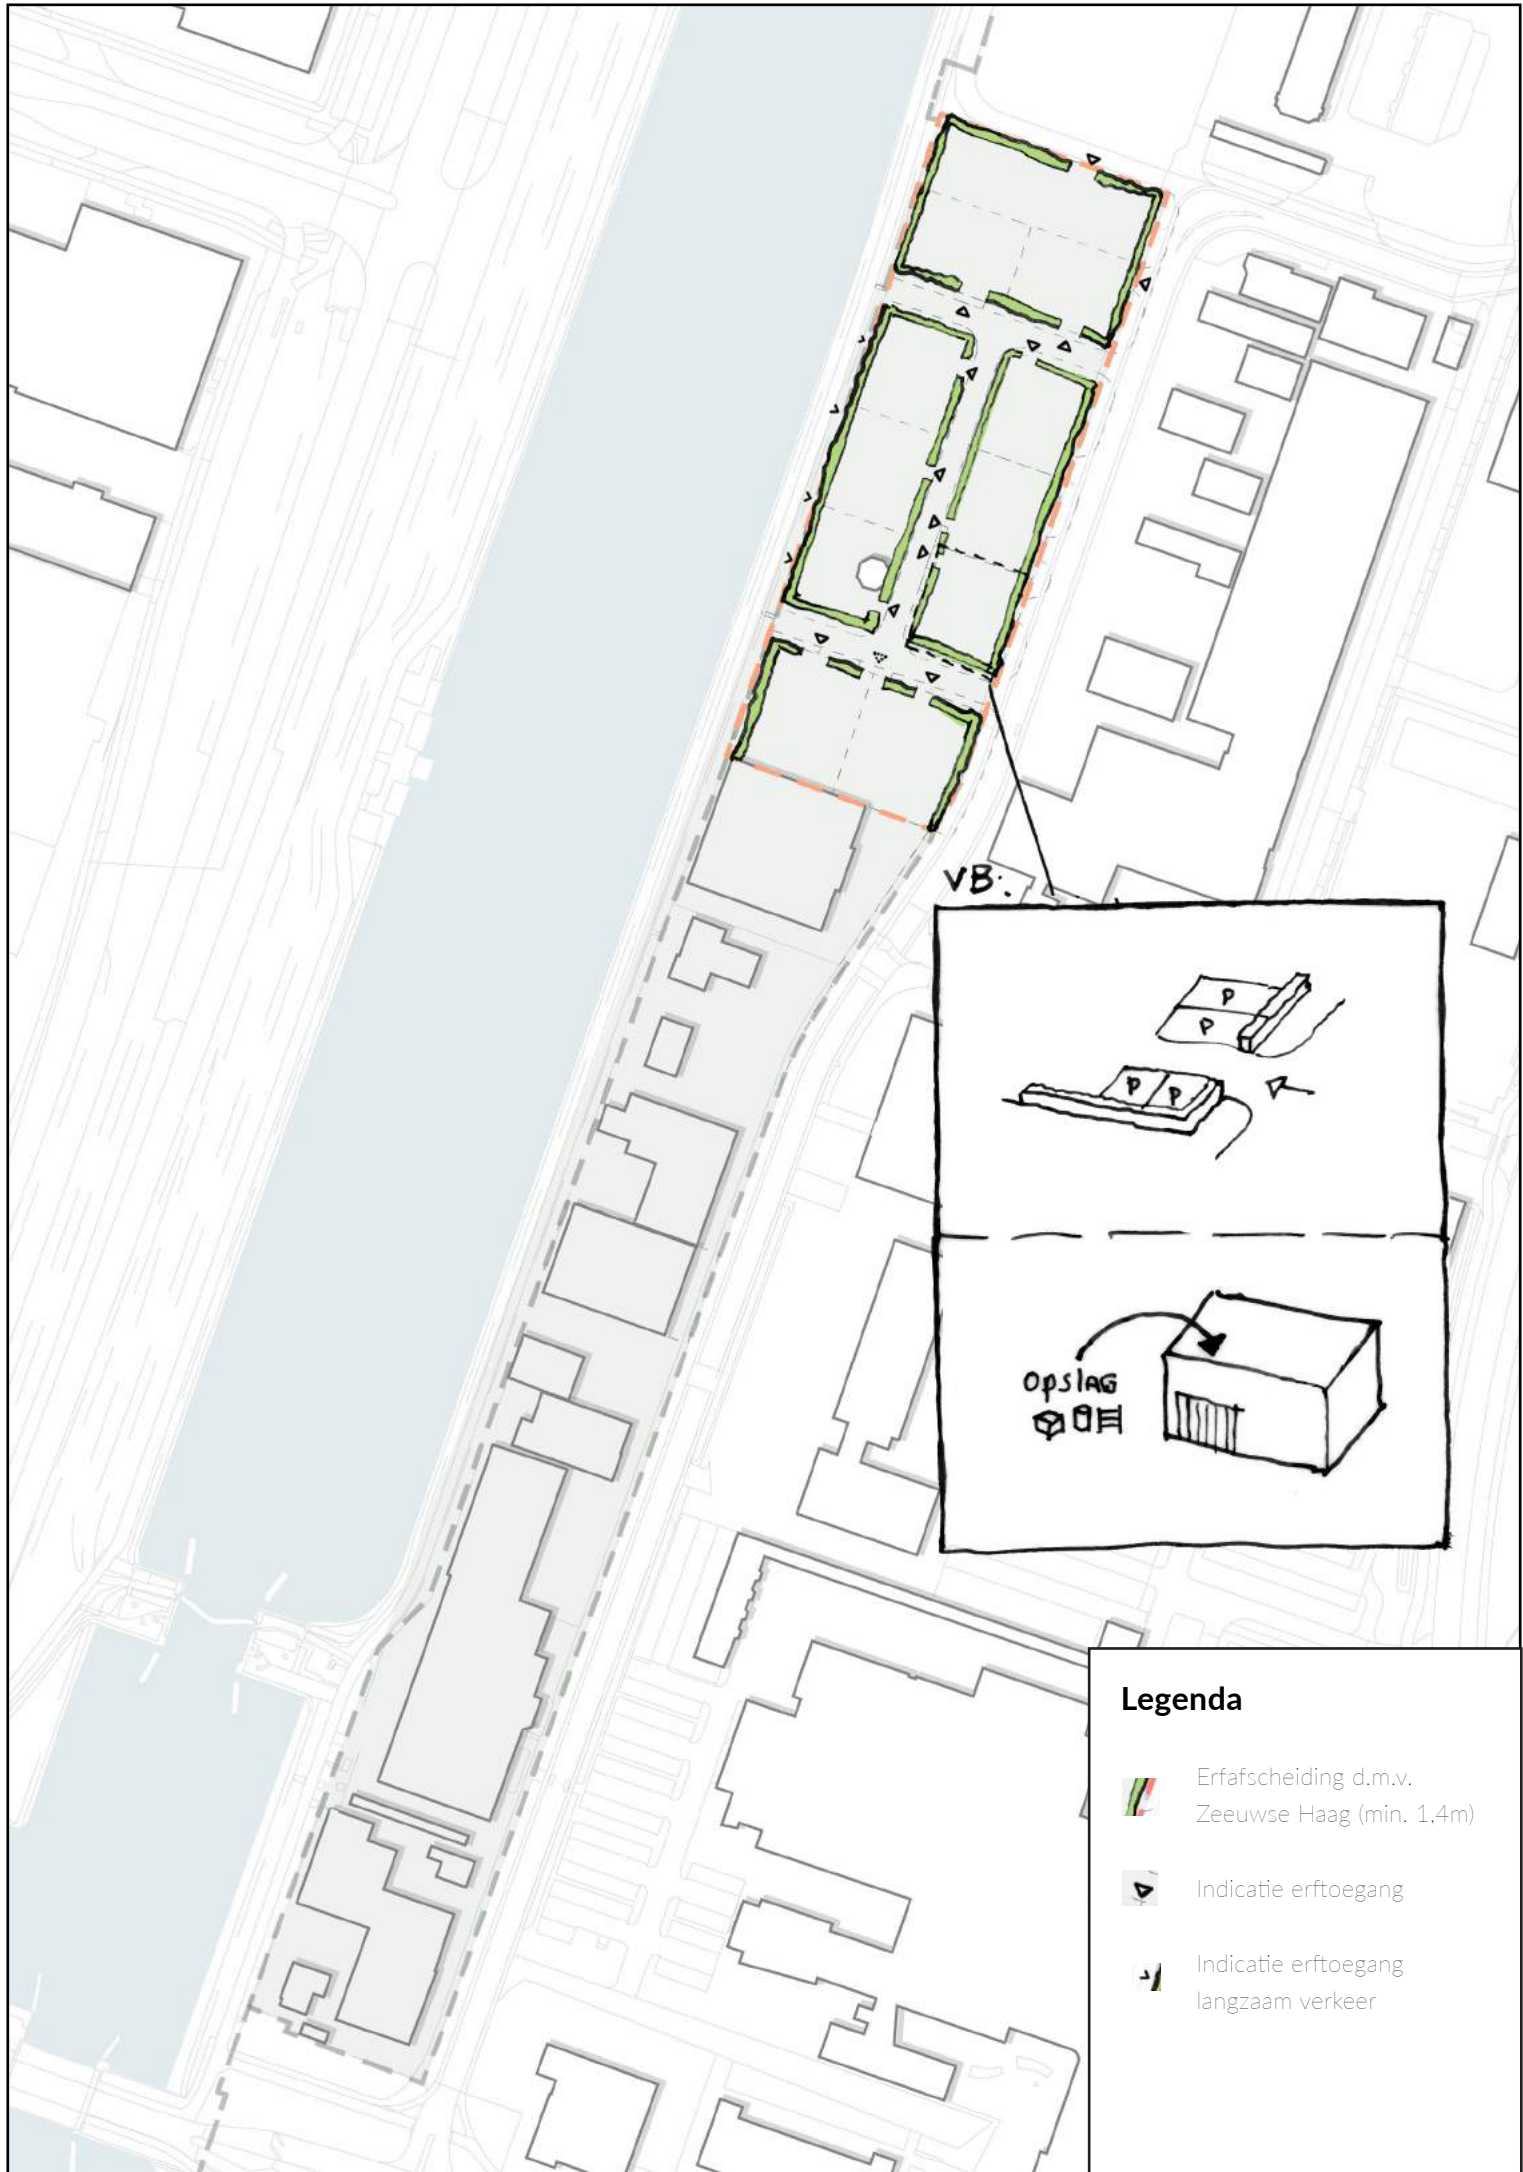 VB:.
P
P
P P
opslAG
Legenda
Erfafscheiding d.m.v.
Zeeuwse Haag (min. 1,4m)
Indicatie erftoegang
Indicatie erftoegang
langzaam verkeer